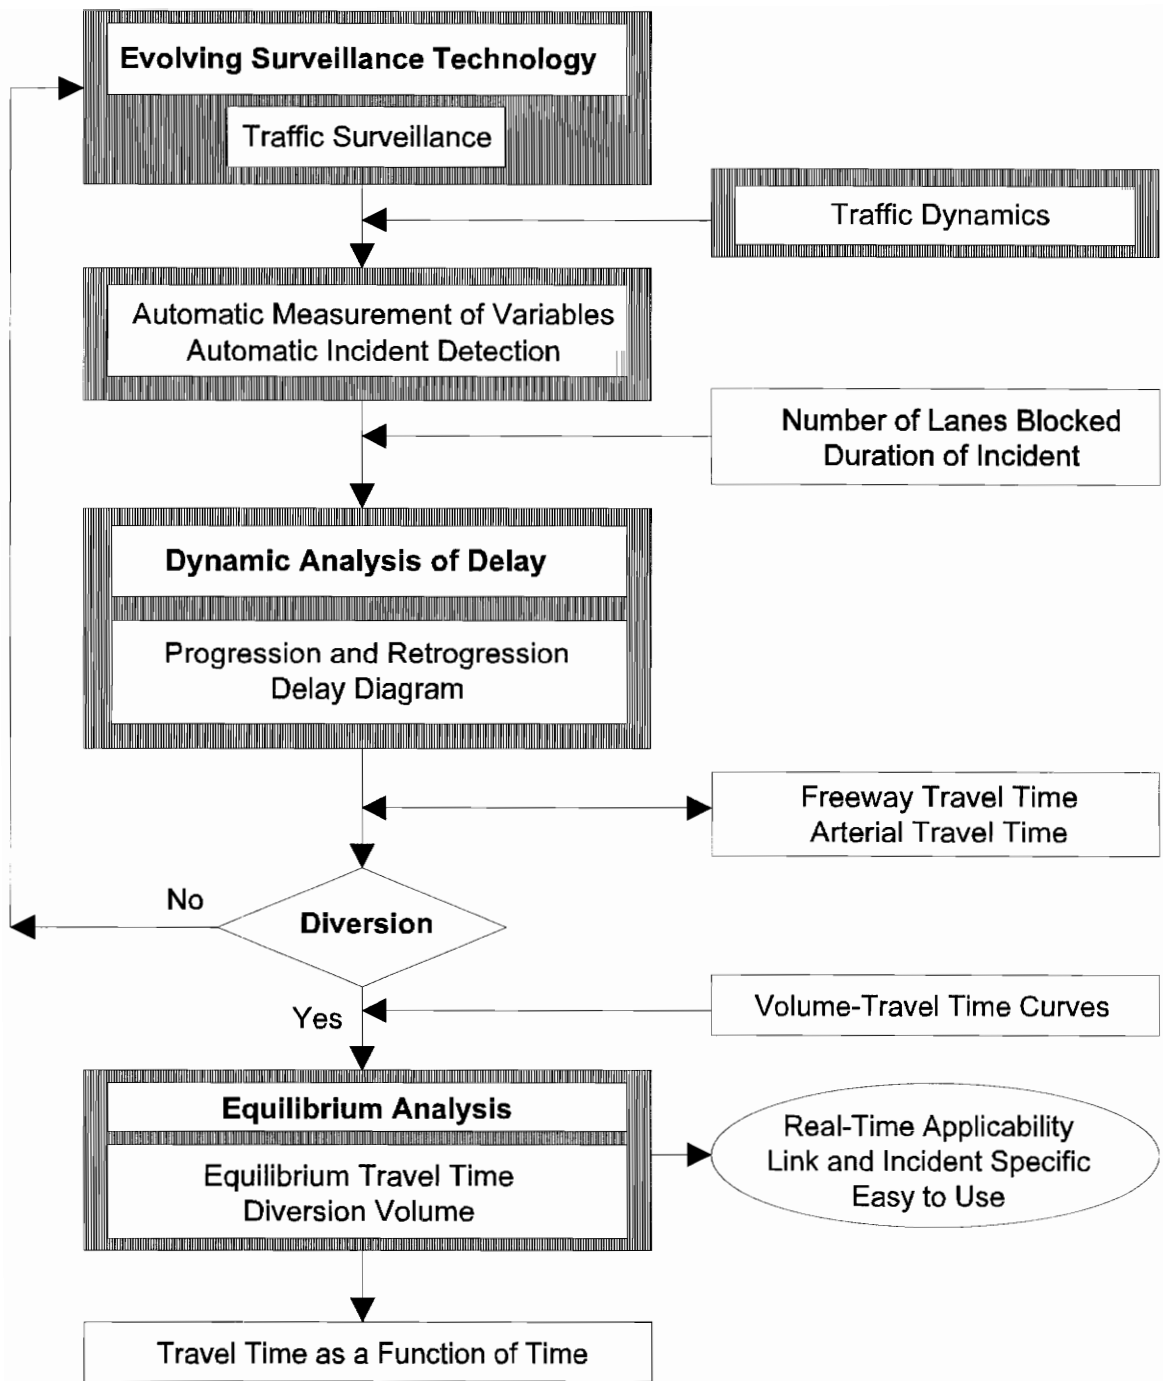 Evolving Surveillance Technology
Traffic Surveillance
Traffic Dynamics
Automatic Measurement of Variables
Automatic Incident Detection
Number of Lanes Blocked
Duration of Incident
Dynamic Analysis of Delay
Progression and Retrogression
Delay Diagram
Freeway Travel Time
Arterial Travel Time
No
Diversion
Yes
Volume-Travel Time Curves
Equilibrium Analysis
Equilibrium Travel Time
Diversion Volume
Real-Time Applicability
Link and Incident Specific
Easy to Use
Travel Time as a Function of Time